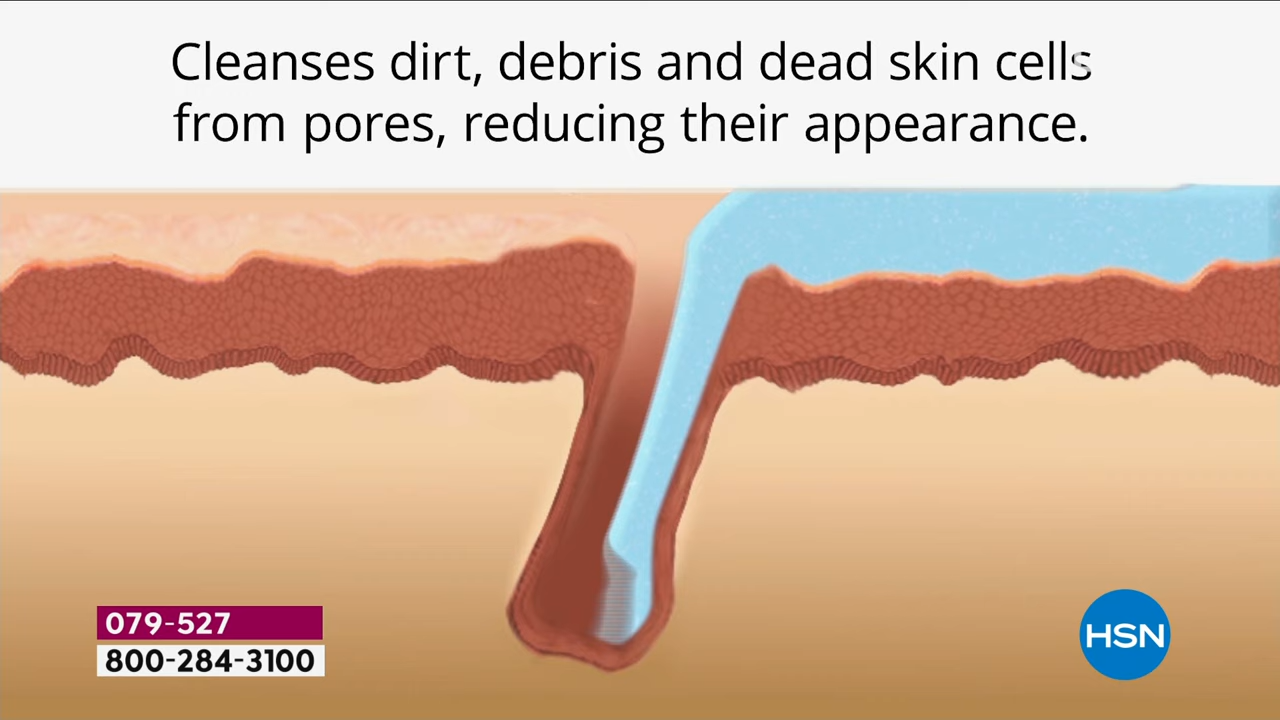 Cleanses dirt, debris and dead skin cells
from pores, reducing their appearance.
079-527
800-284-3100
HSN